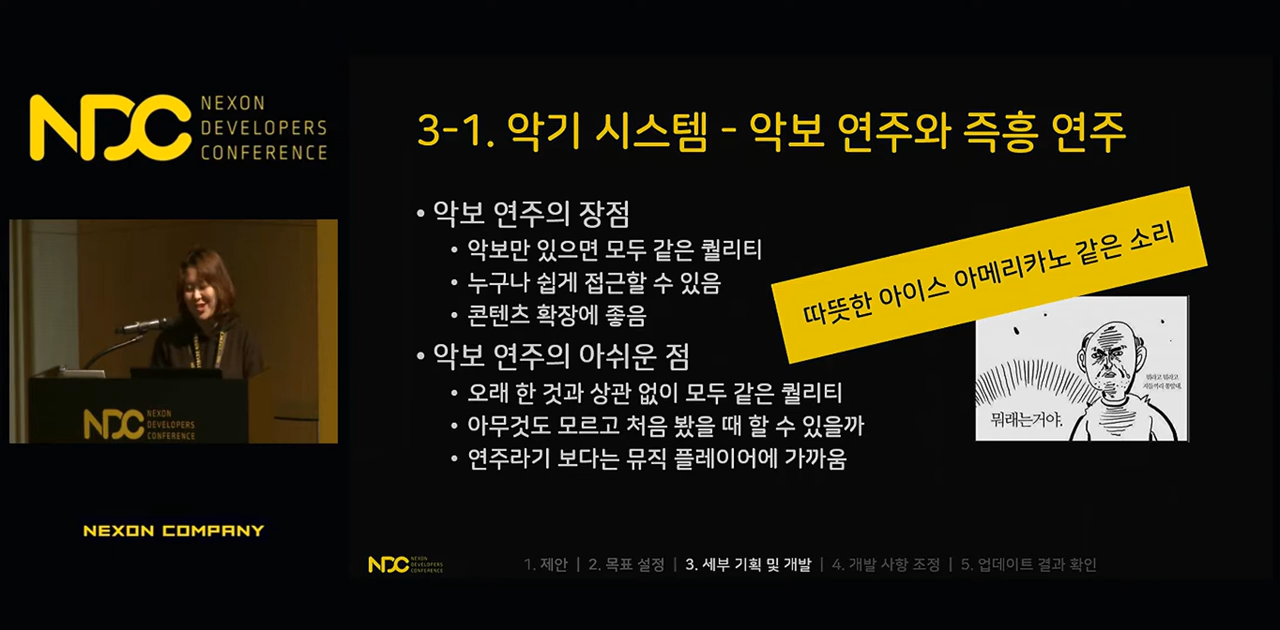 NDC NEXON
DEVELOPERS
CONFERENCE
3-1. 악기 시스템 - 악보 연주와 즉흥 연주
• 악보 연주의 장점
• 악보만 있으면 모두 같은 퀄리티
• 누구나 쉽게 접근할 수 있음
• 콘텐츠 확장에 좋음
• 악보 연주의 아쉬운 점
• 오래 한 것과 상관 없이 모두 같은 퀄리티
• 아무것도 모르고 처음 봤을 때 할 수 있을까
• 연주라기 보다는 뮤직 플레이어에 가까움
따뜻한 아이스 아메리카노 같은 소리
뭐래는거야.
NDC NEXON
DEVELOPERS
CONFERENCE
NEXON COMPANY
NDC NEXON
DEVELOPERS
CONFERENCE
1. 제안 | 2. 목표 설정 | 3. 세부 기획 및 개발 | 4. 개발 사항 조정 | 5. 업데이트 결과 확인